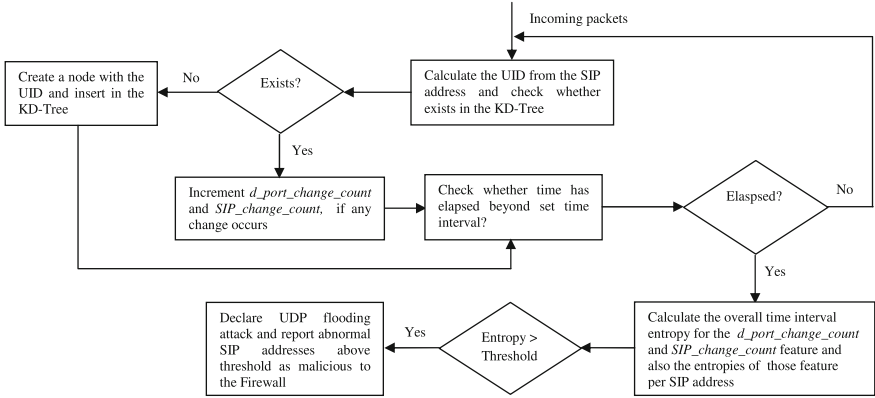 Incoming packets
Calculate the UID from the SIP
address and check whether
exists in the KD-Tree
Exists?
No
Create a node with the
UID and insert in the
KD-Tree
Yes
Increment d_port_change_count
and SIP_change_count, if any
change occurs
Check whether time has
elapsed beyond set time
interval?
Elaspsed?
No
Yes
Calculate the overall time interval
entropy for the d_port_change_count
and SIP_change_count feature and
also the entropies of those feature
per SIP address
Entropy >
Threshold
Yes
Declare UDP flooding
attack and report abnormal
SIP addresses above
threshold as malicious to
the Firewall